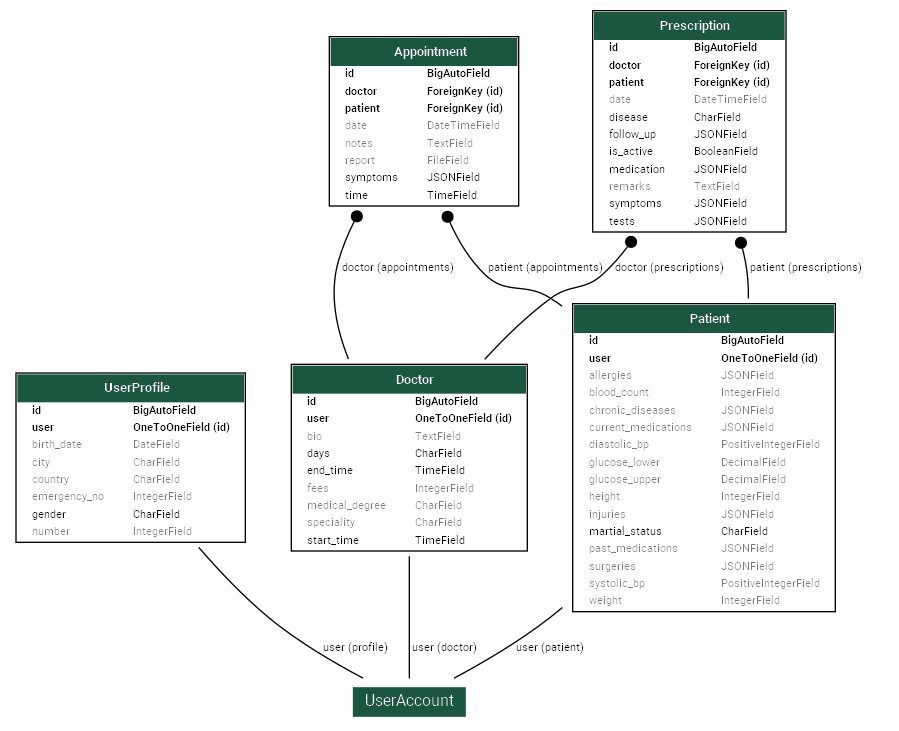 Prescription
id BigAutoField
doctor ForeignKey (id)
patient ForeignKey (id)
date DateTimeField
disease CharField
follow_up JSONField
is_active BooleanField
medication JSONField
remarks TextField
symptoms JSONField
tests JSONField
Appointment
id BigAutoField
doctor ForeignKey (id)
patient ForeignKey (id)
date DateTimeField
notes TextField
report FileField
symptoms JSONField
time TimeField
doctor (appointments)
patient (appointments)
doctor (prescriptions)
patient (prescriptions)
Patient
id BigAutoField
user OneToOneField (id)
allergies JSONField
blood_count IntegerField
chronic_diseases JSONField
current_medications JSONField
diastolic_bp PositiveIntegerField
glucose_lower DecimalField
glucose_upper DecimalField
height IntegerField
injuries JSONField
martial_status CharField
past_medications JSONField
surgeries JSONField
systolic_bp PositiveIntegerField
weight IntegerField
Doctor
id BigAutoField
user OneToOneField (id)
bio TextField
days CharField
end_time TimeField
fees IntegerField
medical_degree CharField
speciality CharField
start_time TimeField
UserProfile
id BigAutoField
user OneToOneField (id)
birth_date DateField
city CharField
country CharField
emergency_no IntegerField
gender CharField
number IntegerField
user (profile)
user (doctor)
user (patient)
UserAccount